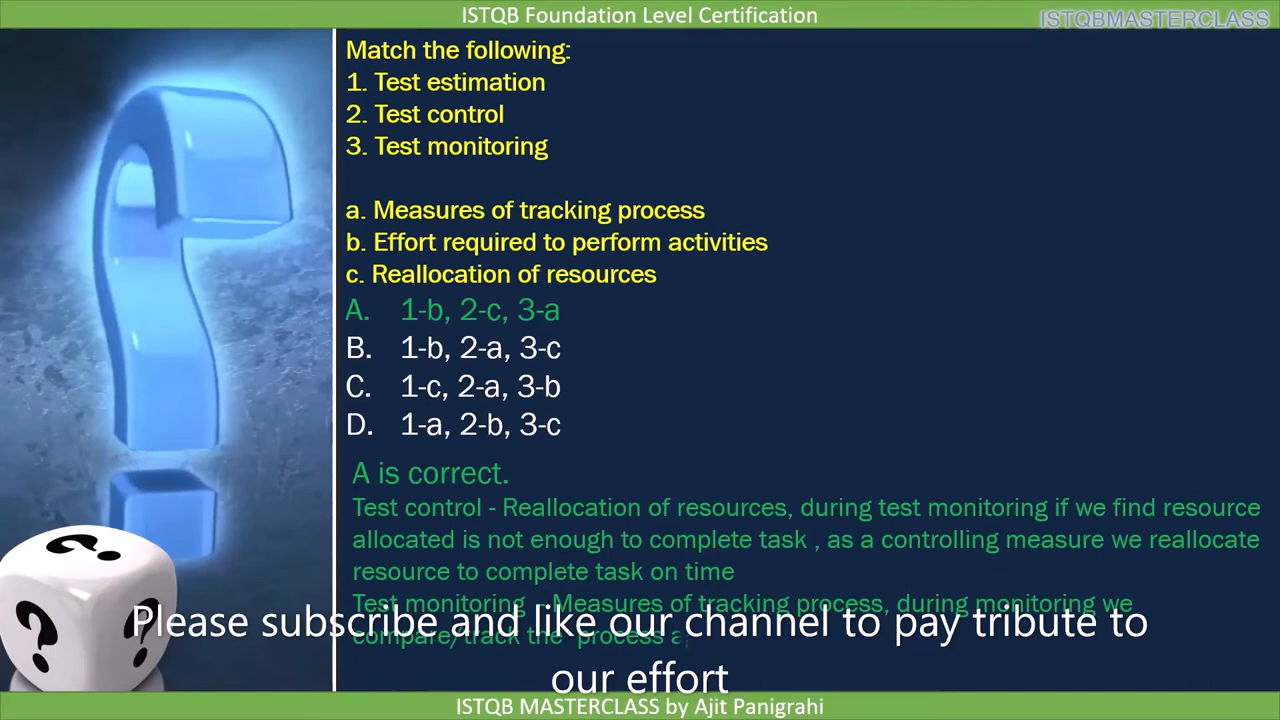 ISTQB Foundation Level Certification
ISTQBMASTERCLASS
Match the following:
1. Test estimation
2. Test control
3. Test monitoring
a. Measures of tracking process
b. Effort required to perform activities
c. Reallocation of resources
A. 1-b, 2-c, 3-a
B. 1-b, 2-a, 3-c
C. 1-c, 2-a, 3-b
D. 1-a, 2-b, 3-c
A is correct.
Test control - Reallocation of resources, during test monitoring if we find resource
allocated is not enough to complete task , as a controlling measure we reallocate
resource to complete task on time
Test monitoring - Measures of tracking process, during monitoring we
compare/track the process a
Please subscribe and like our channel to pay tribute to
our effort
ISTQB MASTERCLASS by Ajit Panigrahi